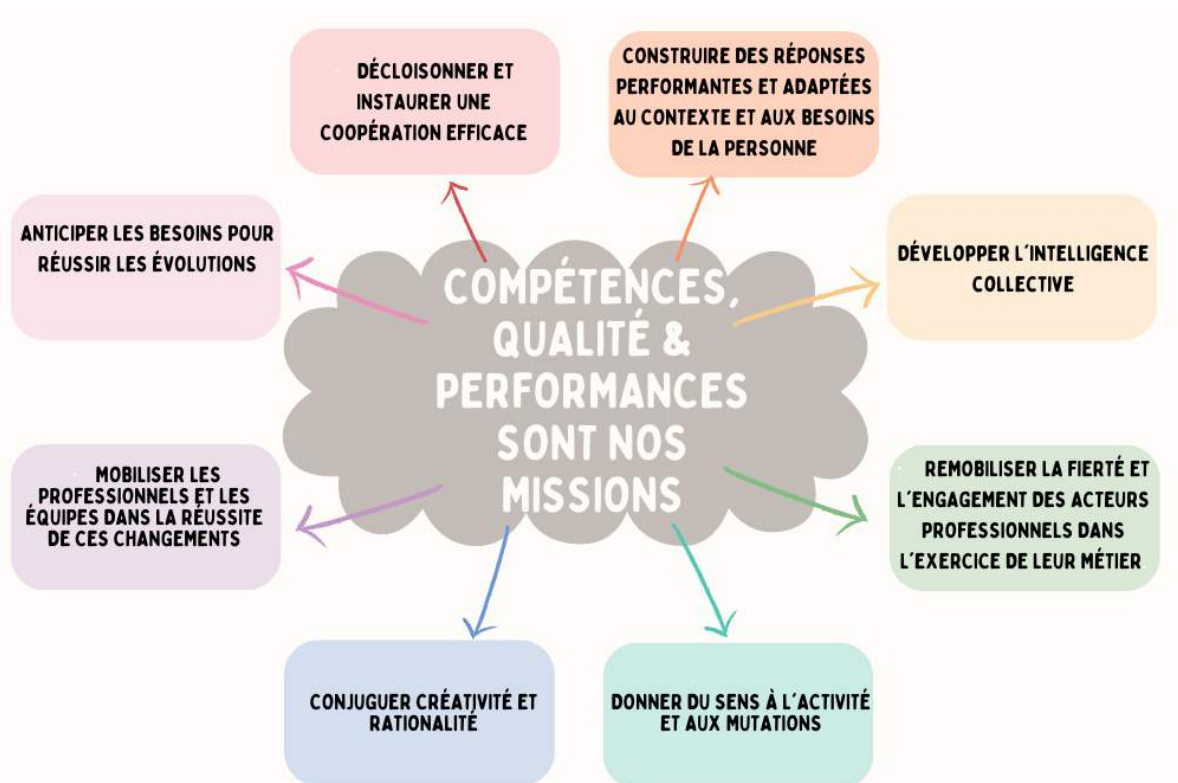 DÉCLOISONNER ET
INSTAURER UNE
COOPÉRATION EFFICACE
CONSTRUIRE DES RÉPONSES
PERFORMANTES ET ADAPTÉES
AU CONTEXTE ET AUX BESOINS
DE LA PERSONNE
ANTICIPER LES BESOINS POUR
RÉUSSIR LES ÉVOLUTIONS
COMPÉTENCES,
QUALITÉ &
PERFORMANCES
SONT NOS
MISSIONS
DÉVELOPPER L'INTELLIGENCE
COLLECTIVE
MOBILISER LES
PROFESSIONNELS ET LES
ÉQUIPES DANS LA RÉUSSITE
DE CES CHANGEMENTS
REMOBILISER LA FIERTÉ ET
L'ENGAGEMENT DES ACTEURS
PROFESSIONNELS DANS
L'EXERCICE DE LEUR MÉTIER
CONJUGUER CRÉATIVITÉ ET
RATIONALITÉ
DONNER DU SENS À L'ACTIVITÉ
ET AUX MUTATIONS